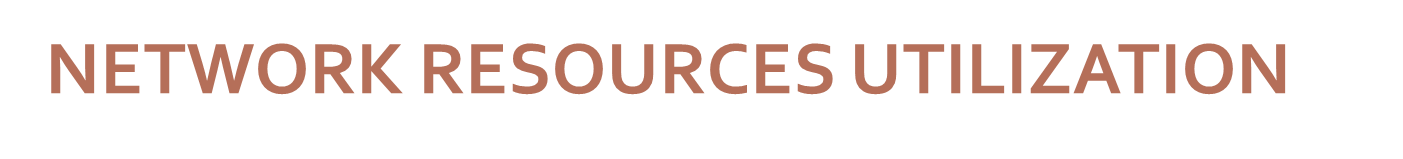 NETWORK RESOURCES UTILIZATION